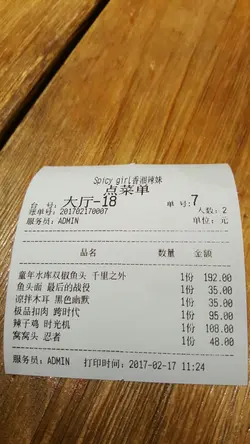 Spicy girl香湘辣妹
点菜单
台 号: 大厅-18 单 号: 7
账单号: 201702170007 人数: 2
服务员: ADMIN 单位: 元
品名 数量 金额
童年水库双椒鱼头 千里之外 1份 192.00
鱼头面 最后的战役 1份 35.00
凉拌木耳 黑色幽默 1份 35.00
极品扣肉 跨时代 1份 95.00
辣子鸡 时光机 1份 108.00
窝窝头 忍者 1份 48.00
服务员: ADMIN 打印时间: 2017-02-17 11:24